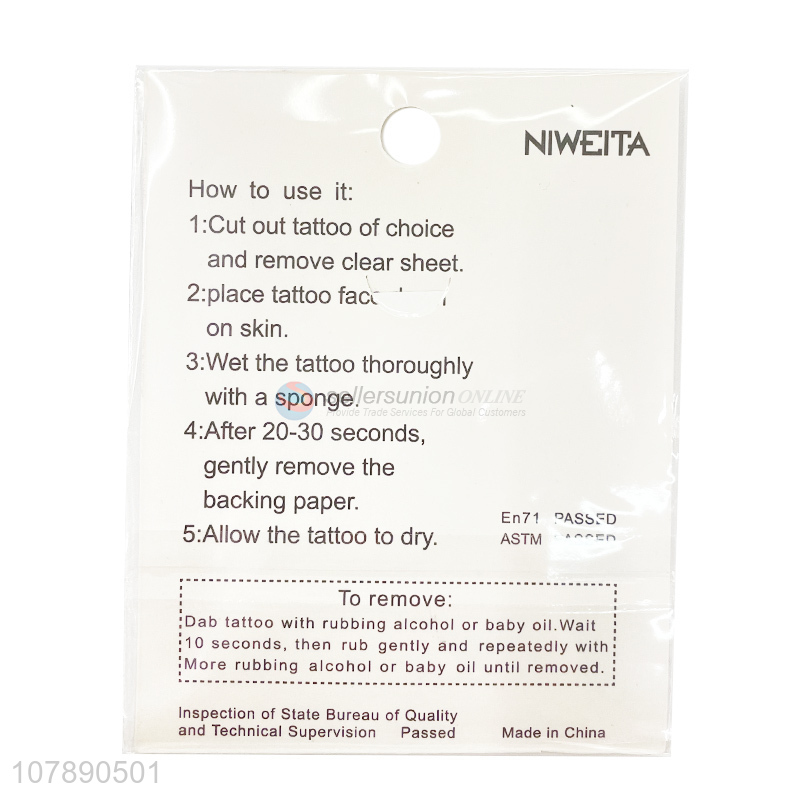 NIWEITA
How to use it:
1:Cut out tattoo of choice
and remove clear sheet.
2:place tattoo face
on skin.
3:Wet the tattoo thoroughly
with a sponge.
sellersunion ONLINE
Provide Trade Services For Global Customers
4:After 20-30 seconds,
gently remove the
backing paper.
5:Allow the tattoo to dry.
En71 PASSED
ASTM PASSED
To remove:
Dab tattoo with rubbing alcohol or baby oil.Wait
10 seconds, then rub gently and repeatedly with
More rubbing alcohol or baby oil until removed.
Inspection of State Bureau of Quality
and Technical Supervision Passed
Made in China
107890501